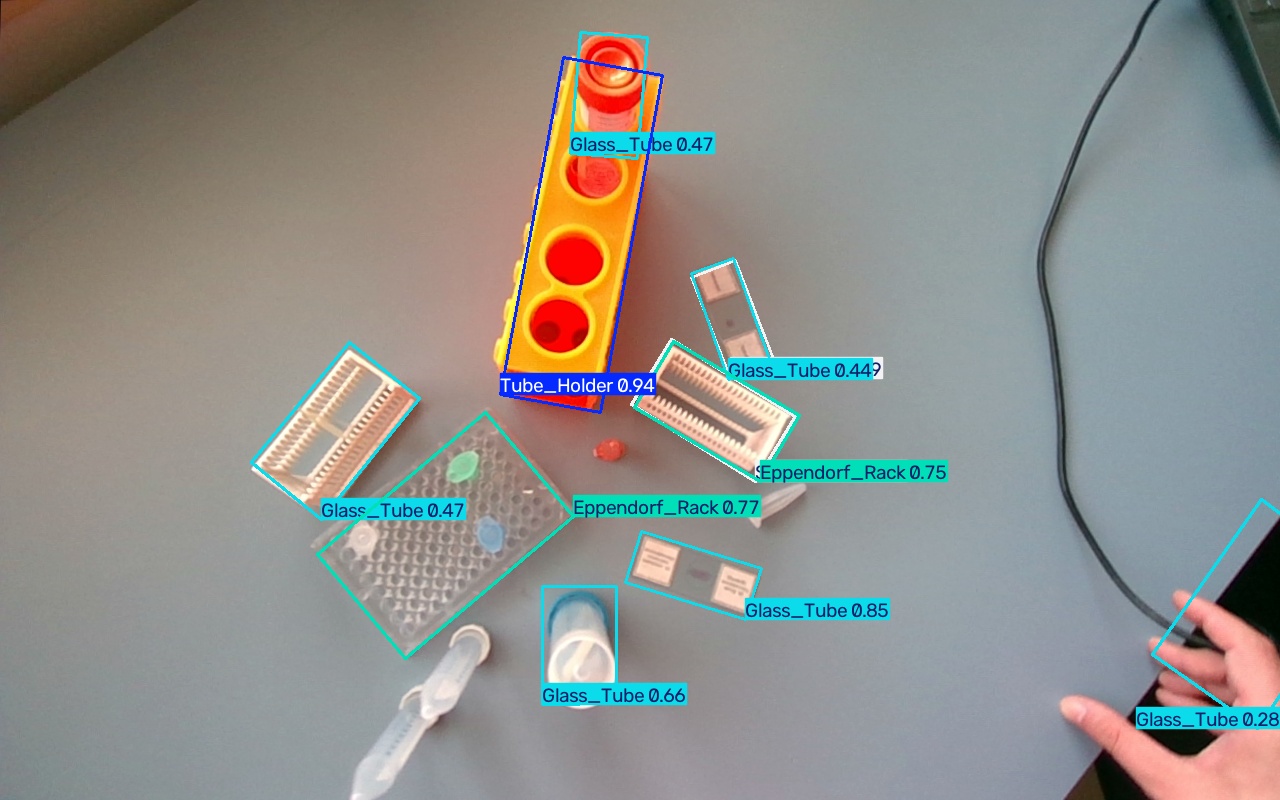 Glass_Tube 0.47
Glass_Tube 0.449
Tube_Holder 0.94
Eppendorf_Rack 0.75
Glass_Tube 0.47
Eppendorf_Rack 0.77
Glass_Tube 0.85
Glass_Tube 0.66
Glass_Tube 0.28